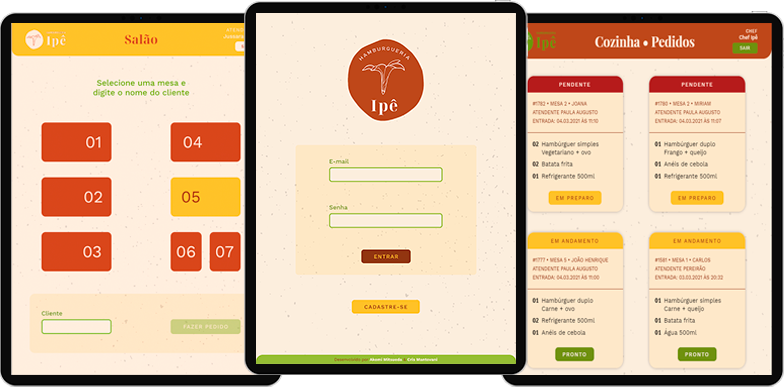 Ipê
Salão
Selecione uma mesa e
digite o nome do cliente
01
04
02
05
03
06
07
Cliente
FAZER PEDIDO
HAMBURGUERIA
Ipê
E-mail
Senha
ENTRAR
CADASTRE-SE
Desenvolvido por Akemi Mitsueda e Cris Mantovani
Ipê
Cozinha • Pedidos
CHEF
Chef Ipê
SAIR
PENDENTE
#1782 • MESA 2 • JOANA
ATENDENTE PAULA AUGUSTO
ENTRADA: 04.03.2021 ÀS 11:10
02 Hambúrguer simples
Vegetariano + ovo
02 Batata frita
01 Refrigerante 500ml
EM PREPARO
PENDENTE
#1780 • MESA 2 • MIRIAM
ATENDENTE PAULA AUGUSTO
ENTRADA: 04.03.2021 ÀS 11:07
01 Hambúrguer duplo
Frango + queijo
01 Anéis de cebola
01 Refrigerante 500ml
EM PREPARO
EM ANDAMENTO
#1777 • MESA 5 • JOÃO HENRIQUE
ATENDENTE PAULA AUGUSTO
ENTRADA: 04.03.2021 ÀS 11:00
01 Hambúrguer duplo
Carne + ovo
02 Refrigerante 500ml
01 Anéis de cebola
PRONTO
EM ANDAMENTO
#1581 • MESA 1 • CARLOS
ATENDENTE PEREIRÃO
ENTRADA: 03.03.2021 ÀS 20:32
01 Hambúrguer simples
Carne + queijo
01 Batata frita
01 Água 500ml
PRONTO